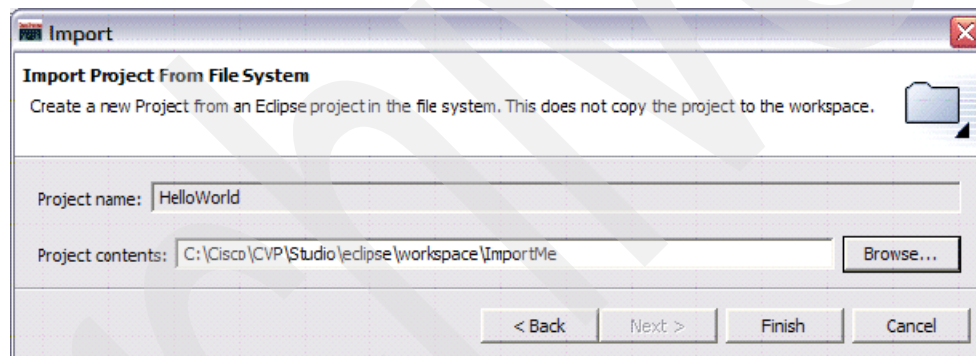 Import
Import Project From File System
Create a new Project from an Eclipse project in the file system. This does not copy the project to the workspace.
Project name: HelloWorld
Project contents: C:\Cisco\CVP\Studio\eclipse\workspace\ImportMe Browse...
< Back Next > Finish Cancel